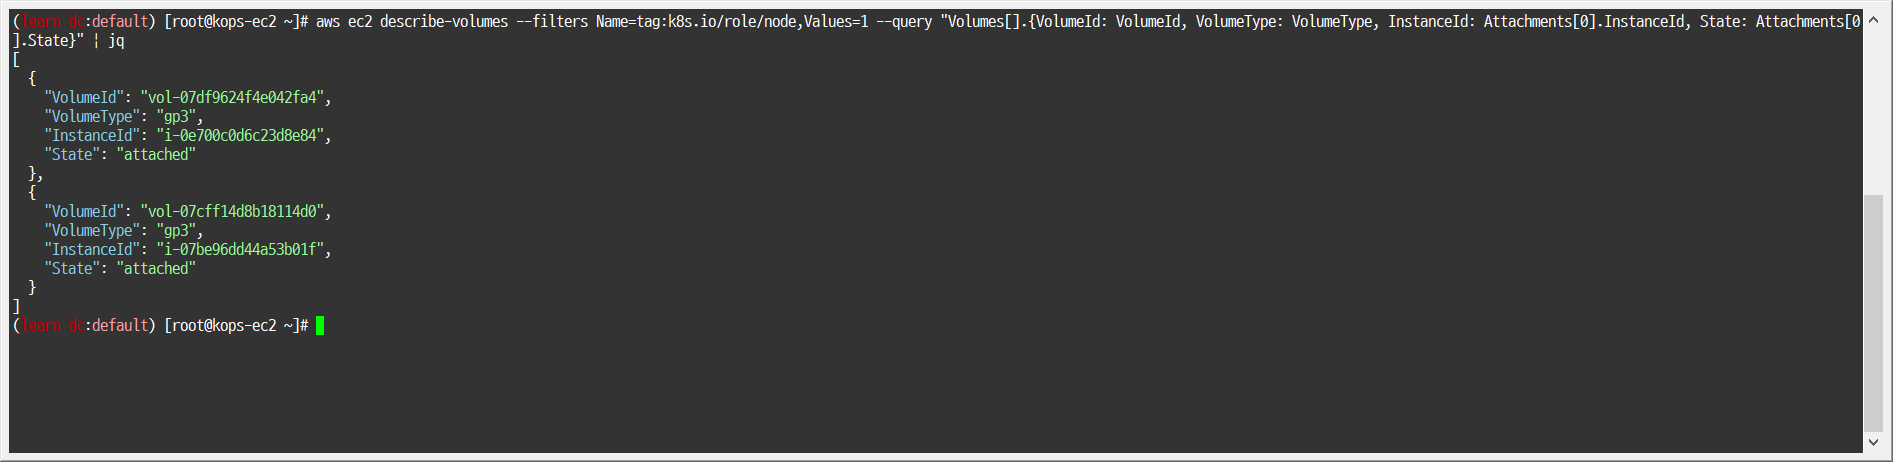 (learn-dc:default) [root@kops-ec2 ~]# aws ec2 describe-volumes --filters Name=tag:k8s.io/role/node,Values=1 --query "Volumes[].{VolumeId: VolumeId, VolumeType: VolumeType, InstanceId: Attachments[0].InstanceId, State: Attachments[0
].State}" | jq
[
  {
    "VolumeId": "vol-07df9624f4e042fa4",
    "VolumeType": "gp3",
    "InstanceId": "i-0e700c0d6c23d8e84",
    "State": "attached"
  },
  {
    "VolumeId": "vol-07cff14d8b18114d0",
    "VolumeType": "gp3",
    "InstanceId": "i-07be96dd44a53b01f",
    "State": "attached"
  }
]
(learn-dc:default) [root@kops-ec2 ~]#